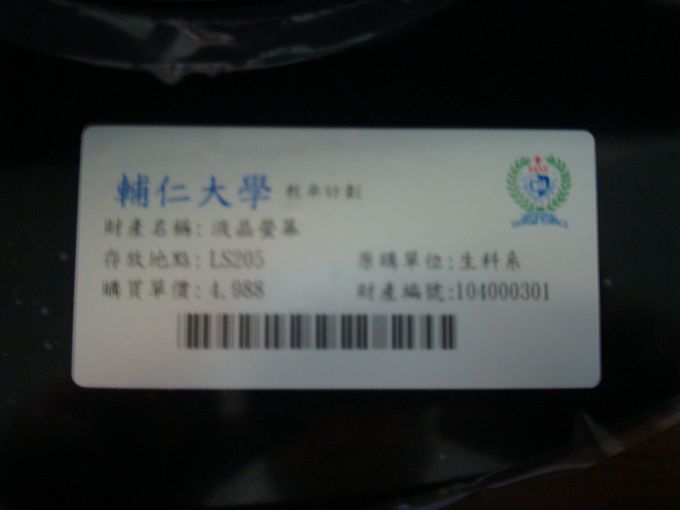 輔仁大學 教卓計劃
財產名稱: 液晶螢幕
存放地點: LS205 原購單位: 生科系
購買單價: 4,988 財產編號:104000301